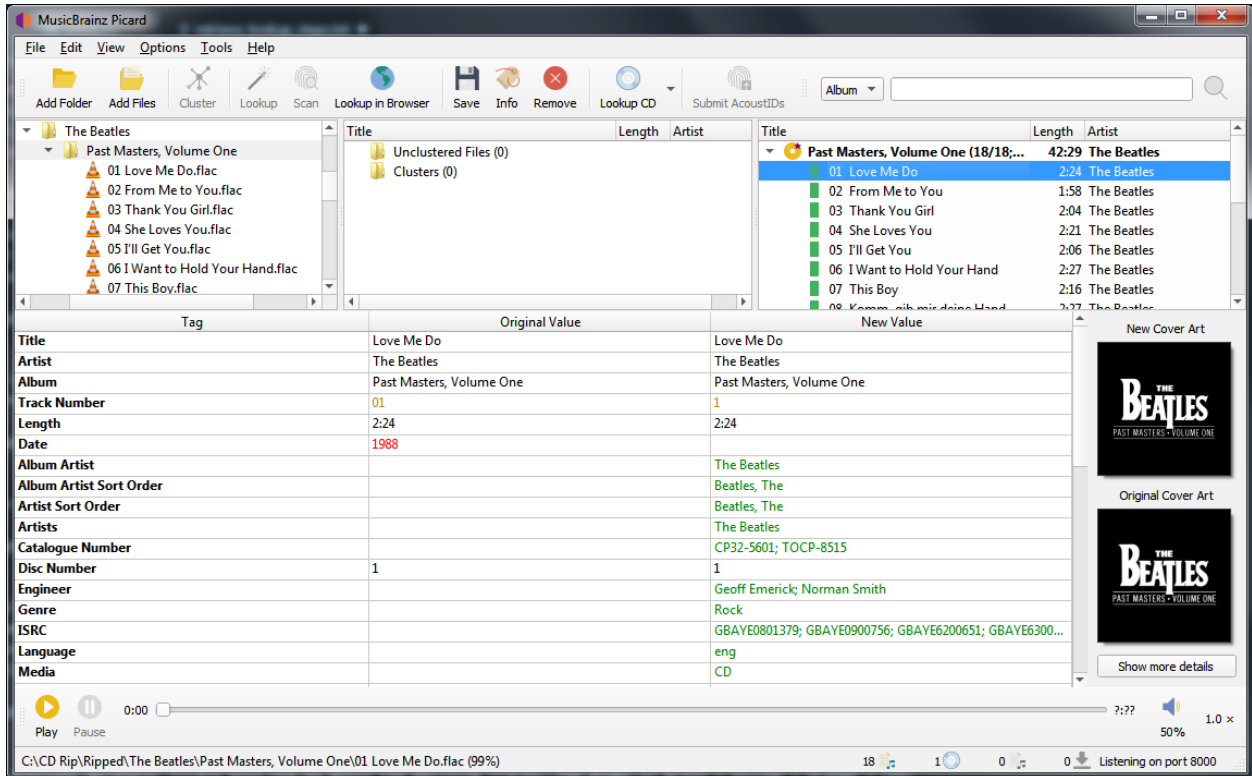 MusicBrainz Picard
File Edit View Options Tools Help
Add Folder Add Files Cluster Lookup Scan Lookup in Browser Save Info Remove Lookup CD Submit AcoustIDs Album
The Beatles
Past Masters, Volume One
01 Love Me Do.flac
02 From Me to You.flac
03 Thank You Girl.flac
04 She Loves You.flac
05 I'll Get You.flac
06 I Want to Hold Your Hand.flac
07 This Boy.flac
Title Length Artist
Unclustered Files (0)
Clusters (0)
Title Length Artist
Past Masters, Volume One (18/18;... 42:29 The Beatles
01 Love Me Do 2:24 The Beatles
02 From Me to You 1:58 The Beatles
03 Thank You Girl 2:04 The Beatles
04 She Loves You 2:21 The Beatles
05 I'll Get You 2:06 The Beatles
06 I Want to Hold Your Hand 2:27 The Beatles
07 This Boy 2:16 The Beatles
08 Komm, gib mir deine Hand 2:27 The Beatles
Tag Original Value New Value
Title Love Me Do Love Me Do
Artist The Beatles The Beatles
Album Past Masters, Volume One Past Masters, Volume One
Track Number 01 1
Length 2:24 2:24
Date 1988
Album Artist The Beatles
Album Artist Sort Order Beatles, The
Artist Sort Order Beatles, The
Artists The Beatles
Catalogue Number CP32-5601; TOCP-8515
Disc Number 1 1
Engineer Geoff Emerick; Norman Smith
Genre Rock
ISRC GBAYE0801379; GBAYE0900756; GBAYE6200651; GBAYE6300...
Language eng
Media CD
New Cover Art
THE
BEATLES
PAST MASTERS • VOLUME ONE
Original Cover Art
THE
BEATLES
PAST MASTERS • VOLUME ONE
Show more details
Play Pause 0:00 ?:?? 50% 1.0 ×
C:\CD Rip\Ripped\The Beatles\Past Masters, Volume One\01 Love Me Do.flac (99%) 18 1 0 0 Listening on port 8000